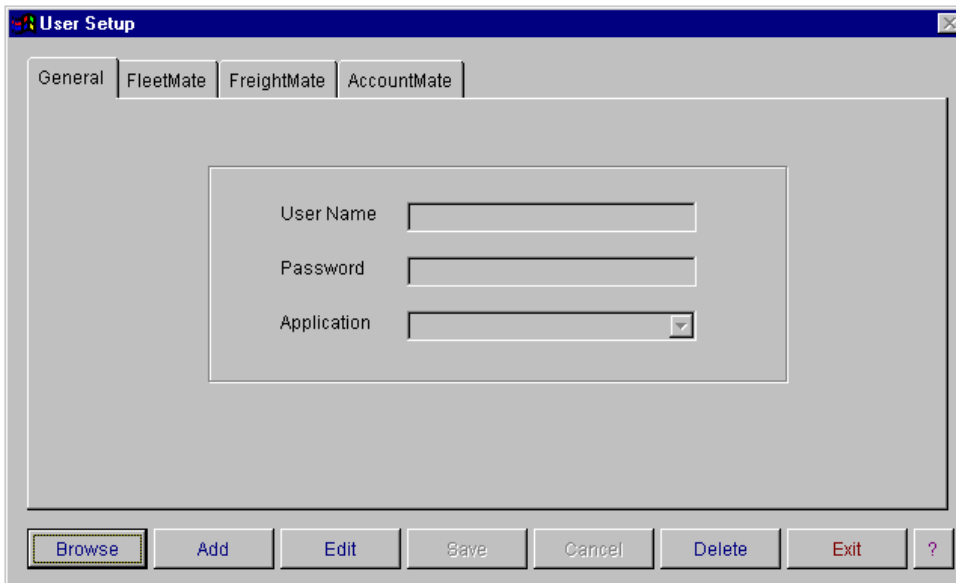 User Setup
General FleetMate FreightMate AccountMate
User Name
Password
Application
Browse Add Edit Save Cancel Delete Exit ?